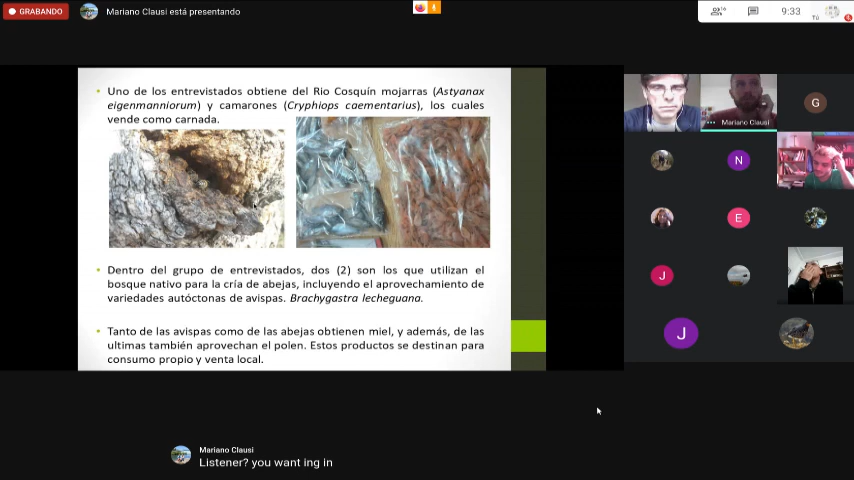 GRABANDO
Mariano Clausi está presentando
16
9:33
Tú
Uno de los entrevistados obtiene del Rio Cosquín mojarras (Astyanax
eigenmanniorum) y camarones (Cryphiops caementarius), los cuales
vende como carnada.
Dentro del grupo de entrevistados, dos (2) son los que utilizan el
bosque nativo para la cría de abejas, incluyendo el aprovechamiento de
variedades autóctonas de avispas. Brachygastra lecheguana.
Tanto de las avispas como de las abejas obtienen miel, y además, de las
ultimas también aprovechan el polen. Estos productos se destinan para
consumo propio y venta local.
Mariano Clausi
G
N
E
J
J
Mariano Clausi
Listener? you want ing in